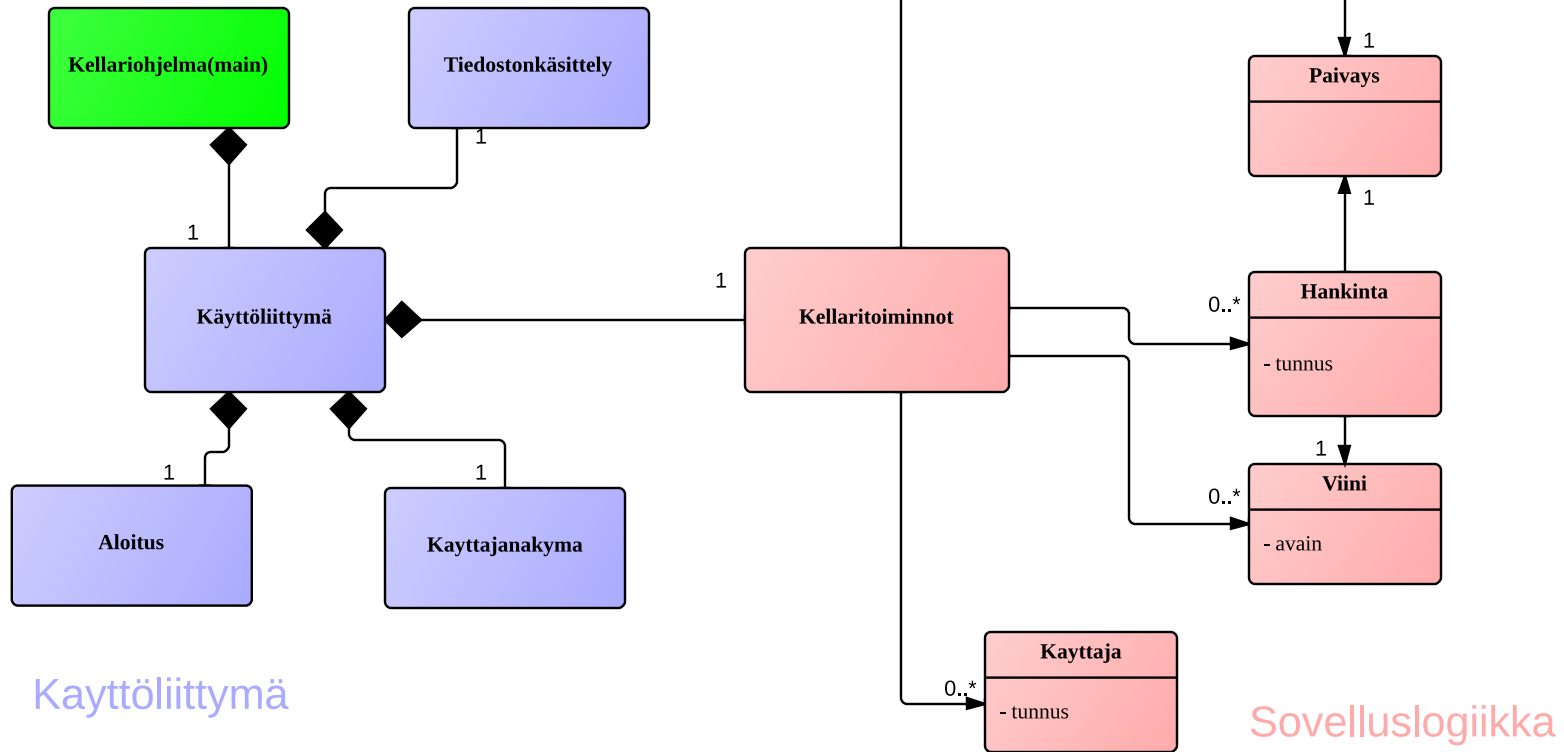 Kellariohjelma(main)
Tiedostonkäsittely
1
Paivays
1
1
1
Käyttöliittymä
1
Kellaritoiminnot
0..*
Hankinta
- tunnus
1
1
1
Aloitus
Kayttajanakyma
0..*
Viini
- avain
Kayttöliittymä
0..*
Kayttaja
- tunnus
Sovelluslogiikka